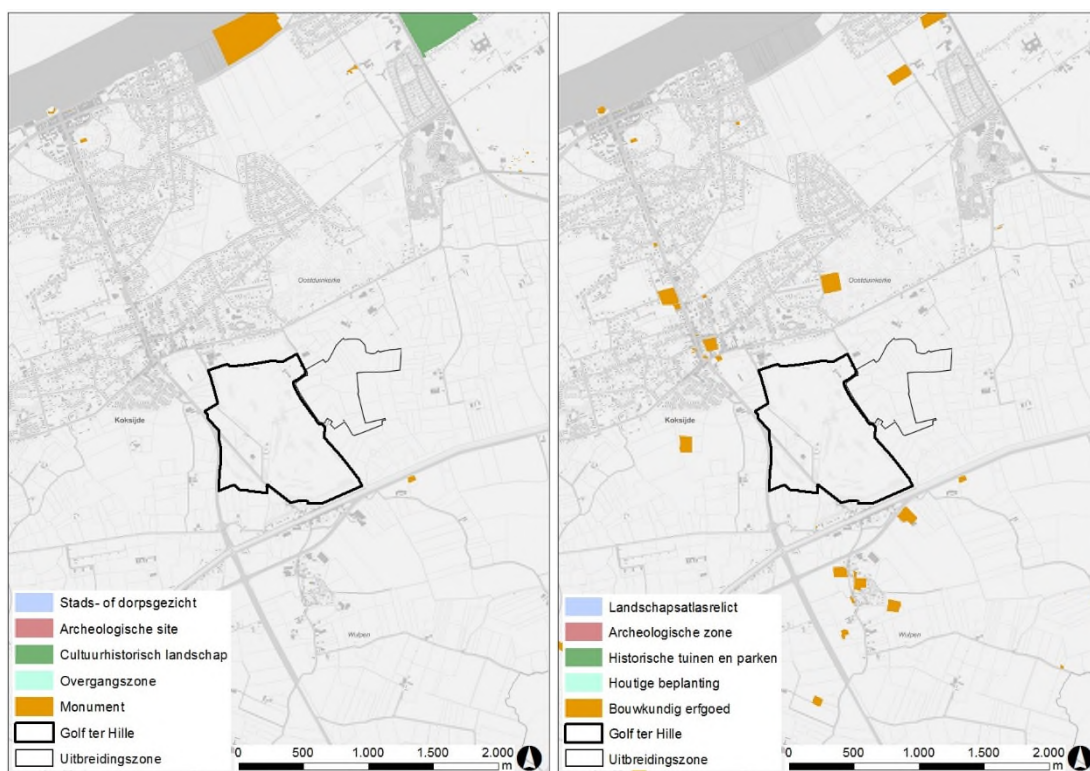 Oostduinkerke
Koksijde
Wulpen
Stads- of dorpsgezicht
Archeologische site
Cultuurhistorisch landschap
Overgangszone
Monument
Golf ter Hille
Uitbreidingszone
0 500 1.000 1.500 2.000
m
Oostduinkerke
Koksijde
Wulpen
Landschapsatlasrelict
Archeologische zone
Historische tuinen en parken
Houtige beplanting
Bouwkundig erfgoed
Golf ter Hille
Uitbreidingszone
0 500 1.000 1.500 2.000
m